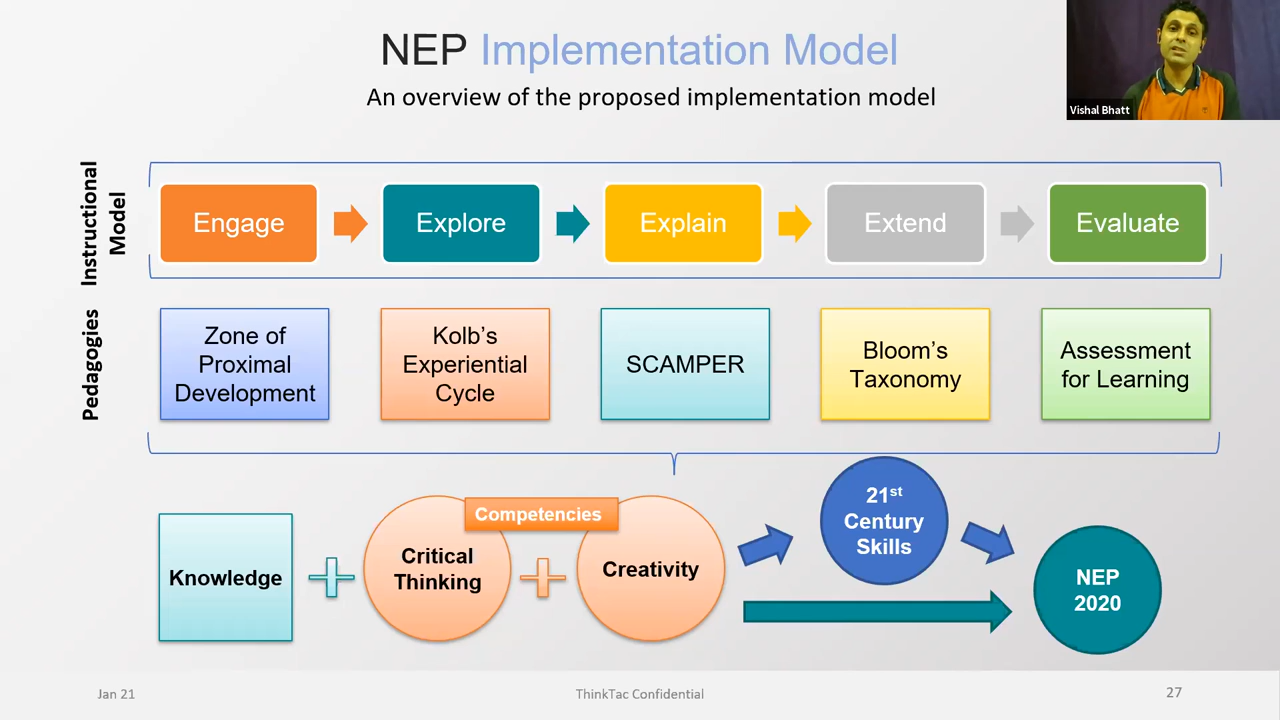 NEP Implementation Model
An overview of the proposed implementation model
Vishal Bhatt
Instructional
Model
Engage
Explore
Explain
Extend
Evaluate
Pedagogies
Zone of
Proximal
Development
Kolb's
Experiential
Cycle
SCAMPER
Bloom's
Taxonomy
Assessment
for Learning
Knowledge
Competencies
Critical
Thinking
Creativity
21st
Century
Skills
NEP
2020
Jan 21
ThinkTac Confidential
27